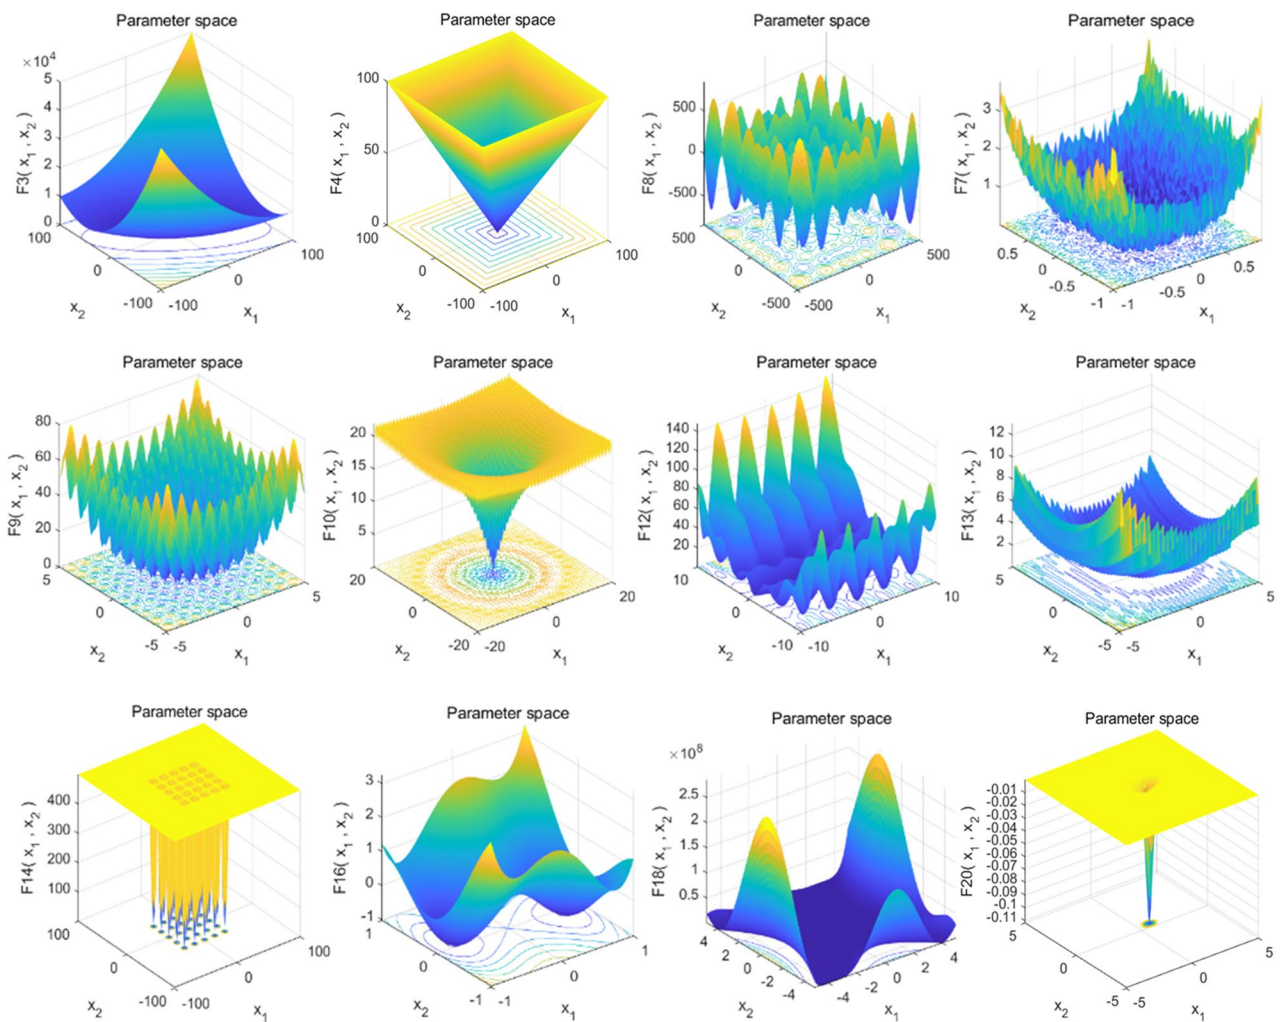 Parameter space
×10⁴
5
4
3
2
1
0
F3( x₁ , x₂ )
100
0
-100
x₂
-100
0
100
x₁
Parameter space
100
50
0
F4( x₁ , x₂ )
100
0
-100
x₂
-100
0
100
x₁
Parameter space
500
0
-500
F8( x₁ , x₂ )
500
0
-500
x₂
-500
0
500
x₁
Parameter space
3
2
1
F7( x₁ , x₂ )
0.5
0
-0.5
-1
x₂
-1
-0.5
0
0.5
x₁
Parameter space
80
60
40
20
0
F9( x₁ , x₂ )
5
0
-5
x₂
-5
0
5
x₁
Parameter space
20
15
10
5
F10( x₁ , x₂ )
20
0
-20
x₂
-20
0
20
x₁
Parameter space
140
120
100
80
60
40
20
F12( x₁ , x₂ )
10
0
-10
x₂
-10
0
10
x₁
Parameter space
12
10
8
6
4
2
F13( x₁ , x₂ )
5
0
-5
x₂
-5
0
5
x₁
Parameter space
400
300
200
100
F14( x₁ , x₂ )
100
0
-100
x₂
-100
0
100
x₁
Parameter space
3
2
1
0
-1
F16( x₁ , x₂ )
1
0
-1
x₂
-1
0
1
x₁
Parameter space
×10⁸
2.5
2
1.5
1
0.5
F18( x₁ , x₂ )
4
2
0
-2
-4
x₂
-4
-2
0
2
4
x₁
Parameter space
-0.01
-0.02
-0.03
-0.04
-0.05
-0.06
-0.07
-0.08
-0.09
-0.1
-0.11
F20( x₁ , x₂ )
5
0
-5
x₂
-5
0
5
x₁